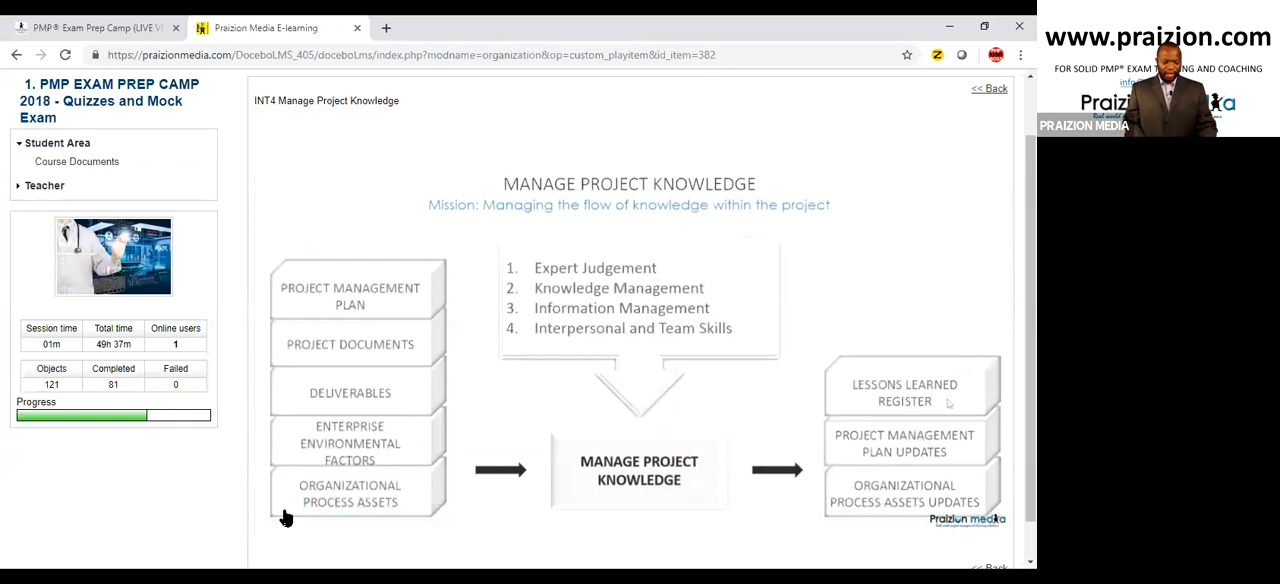 PMP® Exam Prep Camp (LIVE Vi
Praizion Media E-learning
https://praizionmedia.com/DoceboLMS_405/doceboLms/index.php?modname=organization&op=custom_playitem&id_item=382
www.praizion.com
FOR SOLID PMP® EXAM T NG AND COACHING
PRAIZION MEDIA
1. PMP EXAM PREP CAMP
2018 - Quizzes and Mock
Exam
Student Area
Course Documents
Teacher
Session time Total time Online users
01m 49h 37m 1
Objects Completed Failed
121 81 0
Progress
<< Back
INT4 Manage Project Knowledge
MANAGE PROJECT KNOWLEDGE
Mission: Managing the flow of knowledge within the project
PROJECT MANAGEMENT
PLAN
PROJECT DOCUMENTS
DELIVERABLES
ENTERPRISE
ENVIRONMENTAL
FACTORS
ORGANIZATIONAL
PROCESS ASSETS
1. Expert Judgement
2. Knowledge Management
3. Information Management
4. Interpersonal and Team Skills
MANAGE PROJECT
KNOWLEDGE
LESSONS LEARNED
REGISTER
PROJECT MANAGEMENT
PLAN UPDATES
ORGANIZATIONAL
PROCESS ASSETS UPDATES
Praizion media
<< Back